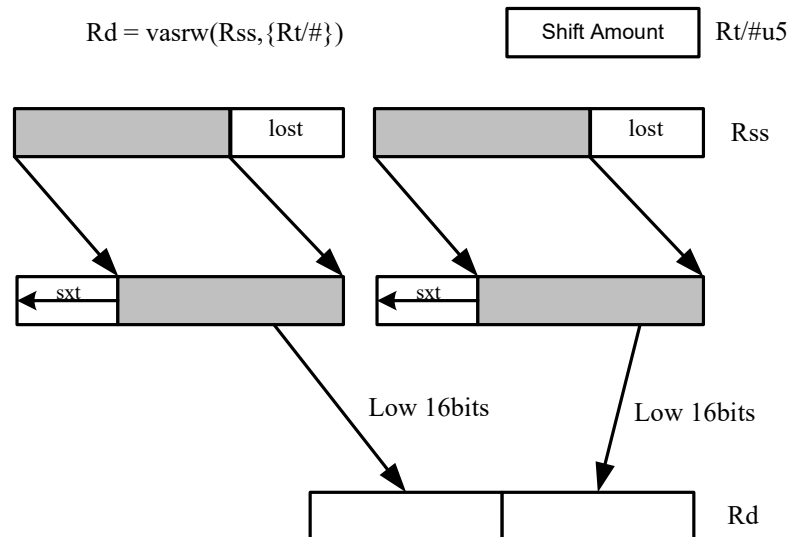 Rd = vasrw(Rss,{Rt/#})
Shift Amount
Rt/#u5
lost
lost
Rss
sxt
sxt
Low 16bits
Low 16bits
Rd